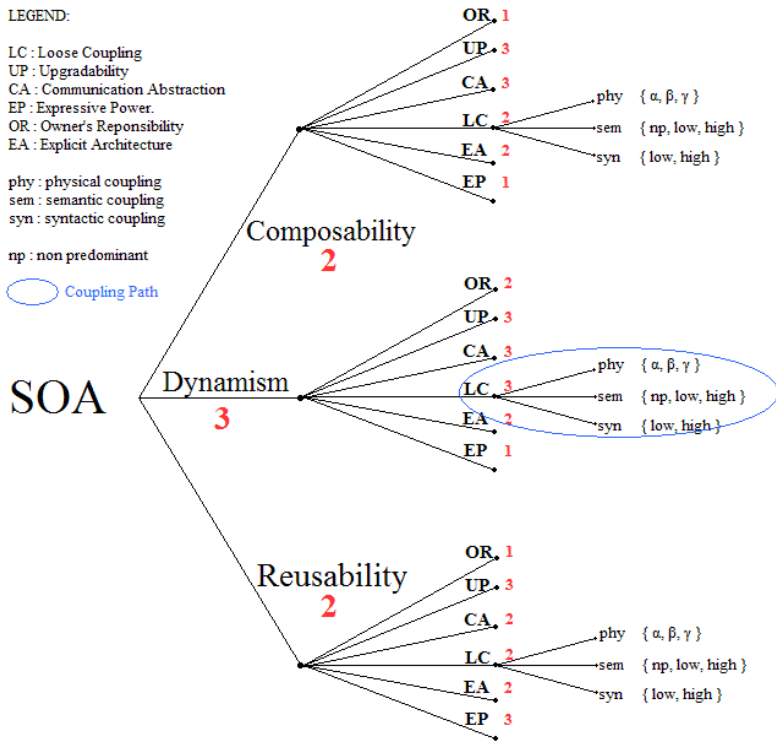 LEGEND:
LC : Loose Coupling
UP : Upgradability
CA : Communication Abstraction
EP : Expressive Power.
OR : Owner's Reponsibility
EA : Explicit Architecture
phy : physical coupling
sem : semantic coupling
syn : syntactic coupling
np : non predominant
Coupling Path
SOA
Composability
2
OR 1
UP 3
CA 3
LC 2
EA 2
EP 1
phy { α, β, γ }
sem { np, low, high }
syn { low, high }
Dynamism
3
OR 2
UP 3
CA 3
LC 3
EA 2
EP 1
phy { α, β, γ }
sem { np, low, high }
syn { low, high }
Reusability
2
OR 1
UP 3
CA 2
LC 2
EA 2
EP 3
phy { α, β, γ }
sem { np, low, high }
syn { low, high }